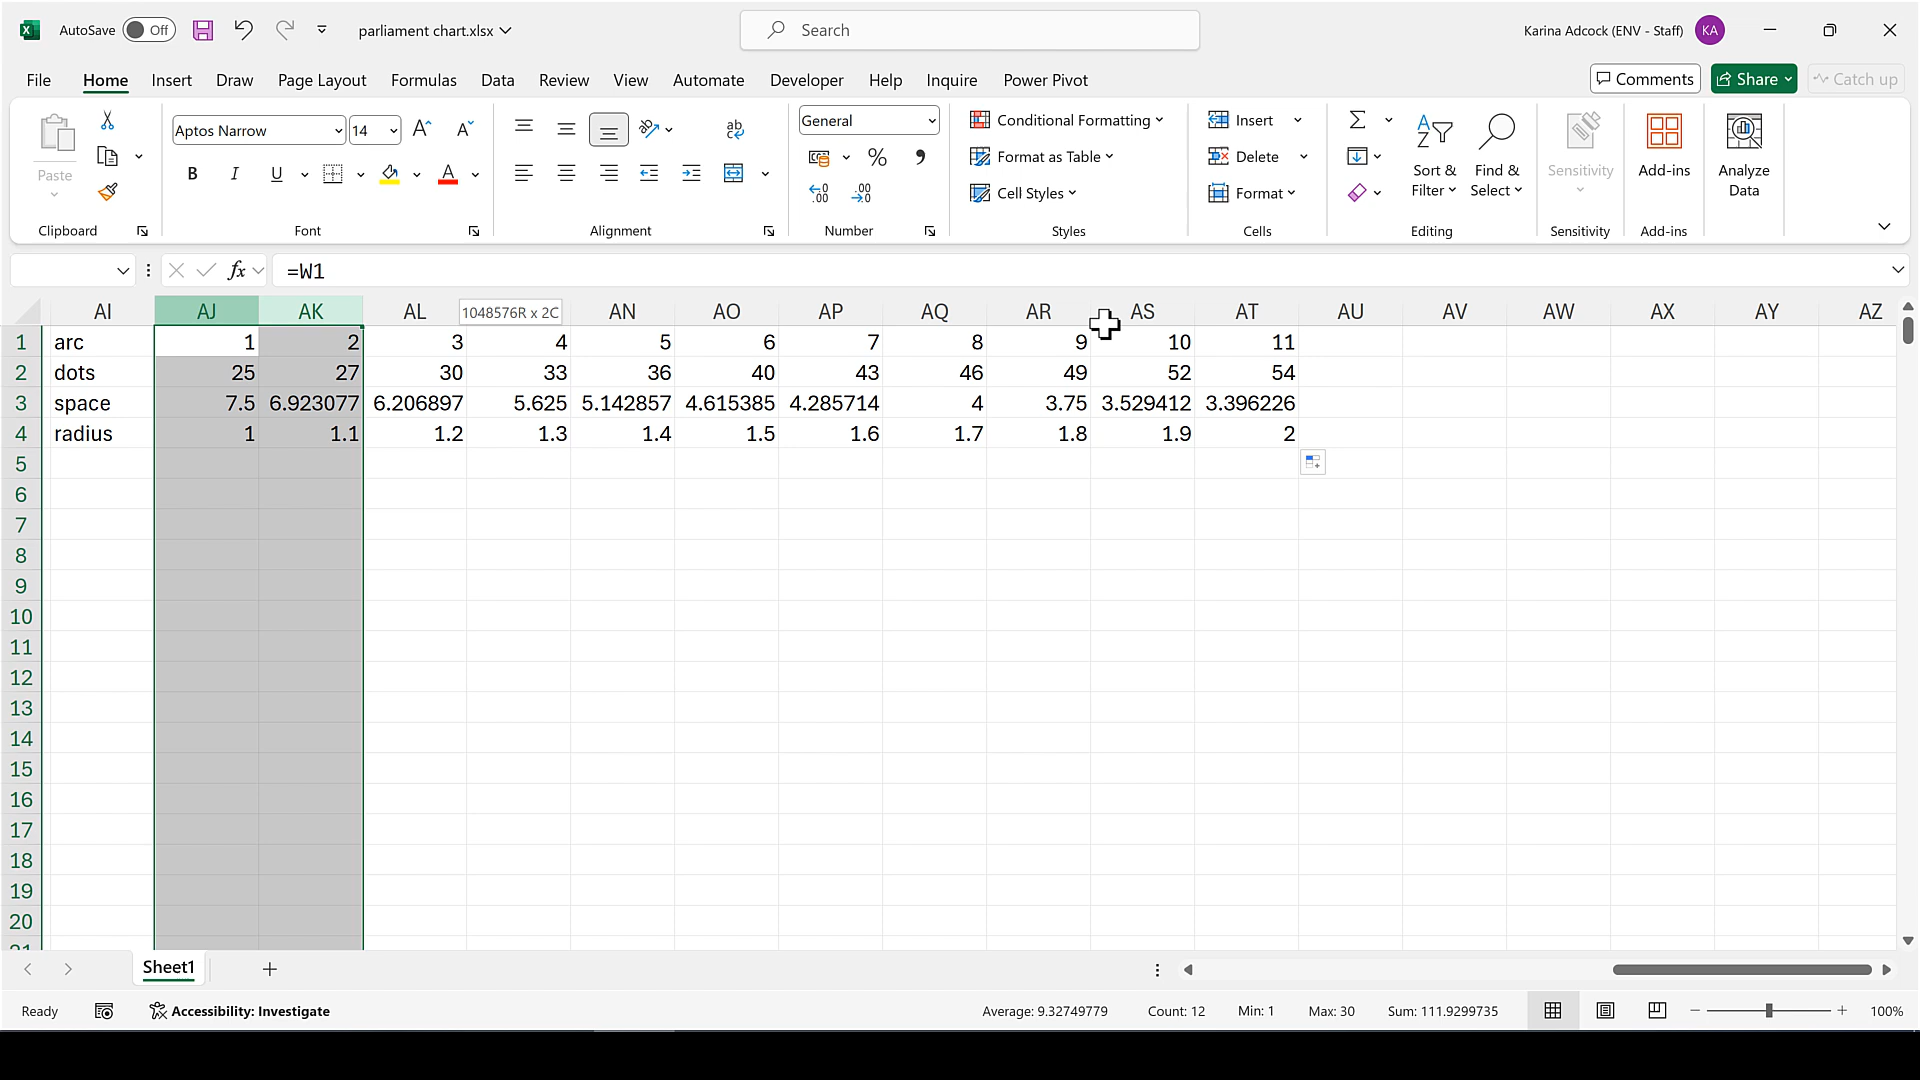 AutoSave Off parliament chart.xlsx Search Karina Adcock (ENV - Staff) KA
File Home Insert Draw Page Layout Formulas Data Review View Automate Developer Help Inquire Power Pivot Comments Share Catch up
Aptos Narrow 14 A A ab General Conditional Formatting Insert Σ A
c Z
Paste % , Format as Table Delete Sort & Find & Sensitivity Add-ins Analyze
B I U A .00 .00 Cell Styles Format Filter Select Data
Clipboard Font Alignment Number Styles Cells Editing Sensitivity Add-ins
fx =W1
AI AJ AK AL 1048576R x 2C AN AO AP AQ AR AS AT AU AV AW AX AY AZ
1 arc 1 2 3 4 5 6 7 8 9 10 11
2 dots 25 27 30 33 36 40 43 46 49 52 54
3 space 7.5 6.923077 6.206897 5.625 5.142857 4.615385 4.285714 4 3.75 3.529412 3.396226
4 radius 1 1.1 1.2 1.3 1.4 1.5 1.6 1.7 1.8 1.9 2
5
6
7
8
9
10
11
12
13
14
15
16
17
18
19
20
Sheet1
Ready Accessibility: Investigate Average: 9.32749779 Count: 12 Min: 1 Max: 30 Sum: 111.9299735 100%